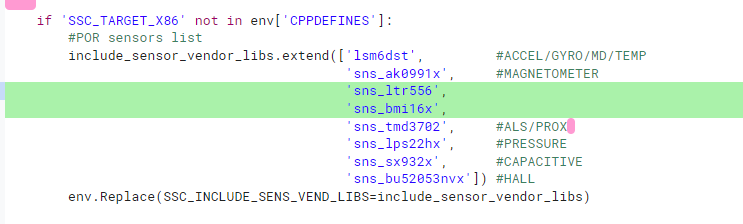 if 'SSC_TARGET_X86' not in env['CPPDEFINES']:
#POR sensors list
include_sensor_vendor_libs.extend(['lsm6dst', #ACCEL/GYRO/MD/TEMP
'sns_ak0991x', #MAGNETOMETER
'sns_ltr556',
'sns_bmi16x',
'sns_tmd3702', #ALS/PROX
'sns_lps22hx', #PRESSURE
'sns_sx932x', #CAPACITIVE
'sns_bu52053nvx']) #HALL
env.Replace(SSC_INCLUDE_SENS_VEND_LIBS=include_sensor_vendor_libs)